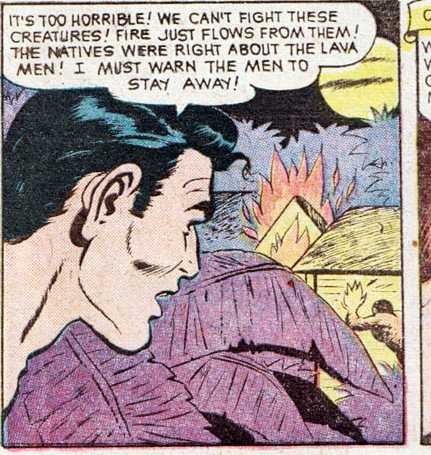 IT'S TOO HORRIBLE! WE CAN'T FIGHT THESE
CREATURES! FIRE JUST FLOWS FROM THEM!
THE NATIVES WERE RIGHT ABOUT THE LAVA
MEN! I MUST WARN THE MEN TO
STAY AWAY!